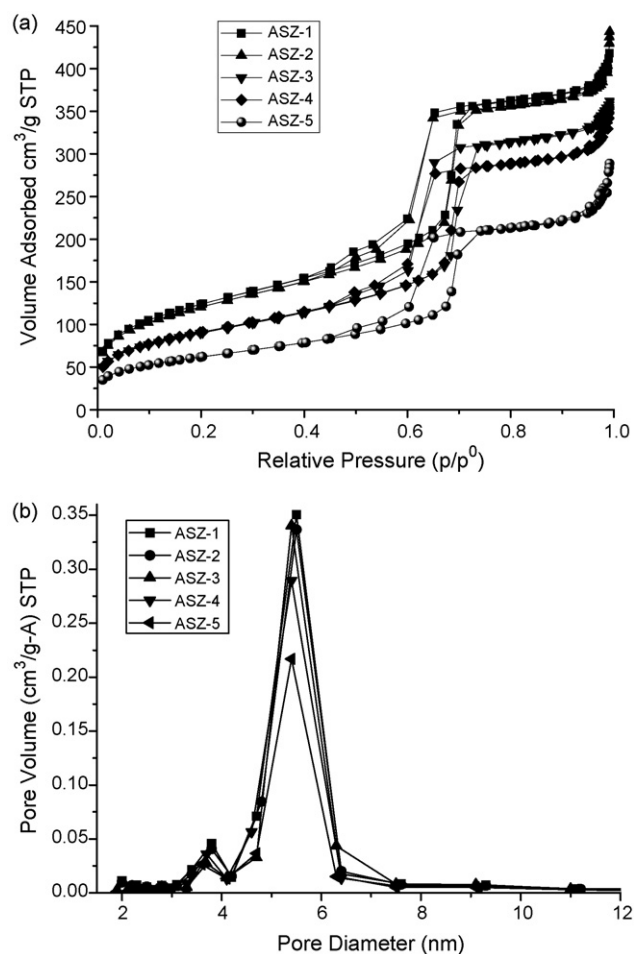 (a)
ASZ-1
ASZ-2
ASZ-3
ASZ-4
ASZ-5
Volume Adsorbed cm³/g STP
450
400
350
300
250
200
150
100
50
0
0.0 0.2 0.4 0.6 0.8 1.0
Relative Pressure (p/p⁰)
(b)
ASZ-1
ASZ-2
ASZ-3
ASZ-4
ASZ-5
Pore Volume (cm³/g-A) STP
0.35
0.30
0.25
0.20
0.15
0.10
0.05
0.00
2 4 6 8 10 12
Pore Diameter (nm)